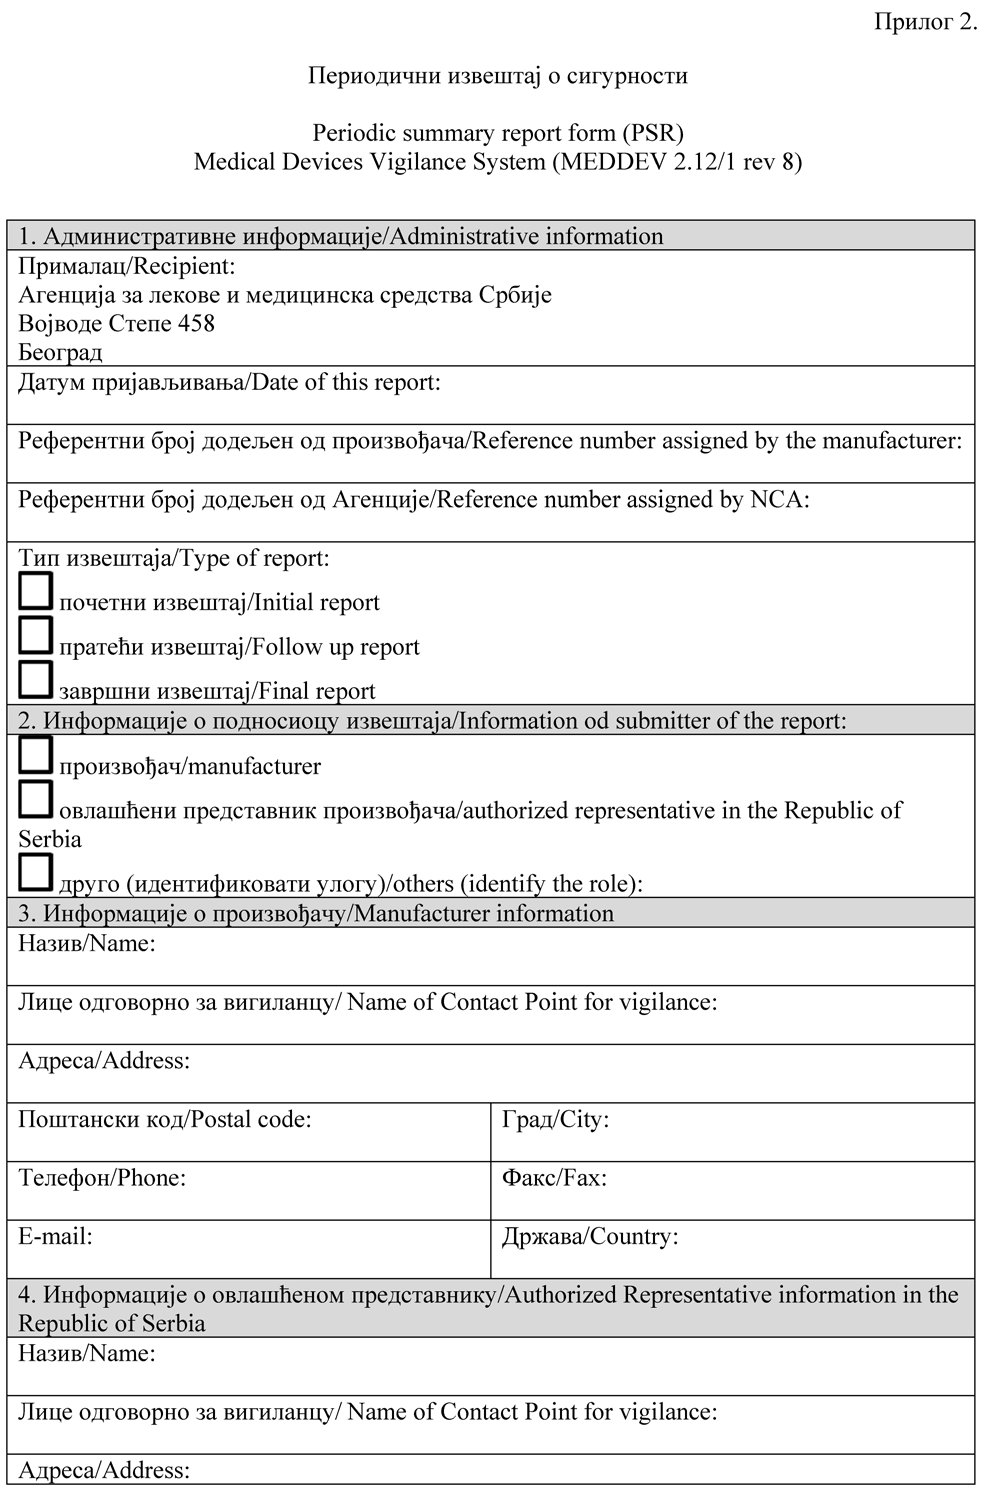 Прилог 2.
Периодични извештај о сигурности
Periodic summary report form (PSR)
Medical Devices Vigilance System (MEDDEV 2.12/1 rev 8)
1. Административне информације/Administrative information
Прималац/Recipient:
Агенција за лекове и медицинска средства Србије
Војводе Степе 458
Београд
Датум пријављивања/Date of this report:
Референтни број додељен од произвођача/Reference number assigned by the manufacturer:
Референтни број додељен од Агенције/Reference number assigned by NCA:
Тип извештаја/Type of report:
почетни извештај/Initial report
пратећи извештај/Follow up report
завршни извештај/Final report
2. Информације о подносиоцу извештаја/Information od submitter of the report:
произвођач/manufacturer
овлашћени представник произвођача/authorized representative in the Republic of
Serbia
друго (идентификовати улогу)/others (identify the role):
3. Информације о произвођачу/Manufacturer information
Назив/Name:
Лице одговорно за вигиланцу/ Name of Contact Point for vigilance:
Адреса/Address:
Поштански код/Postal code:
Град/City:
Телефон/Phone:
Факс/Fax:
E-mail:
Држава/Country:
4. Информације о овлашћеном представнику/Authorized Representative information in the
Republic of Serbia
Назив/Name:
Лице одговорно за вигиланцу/ Name of Contact Point for vigilance:
Адреса/Address: